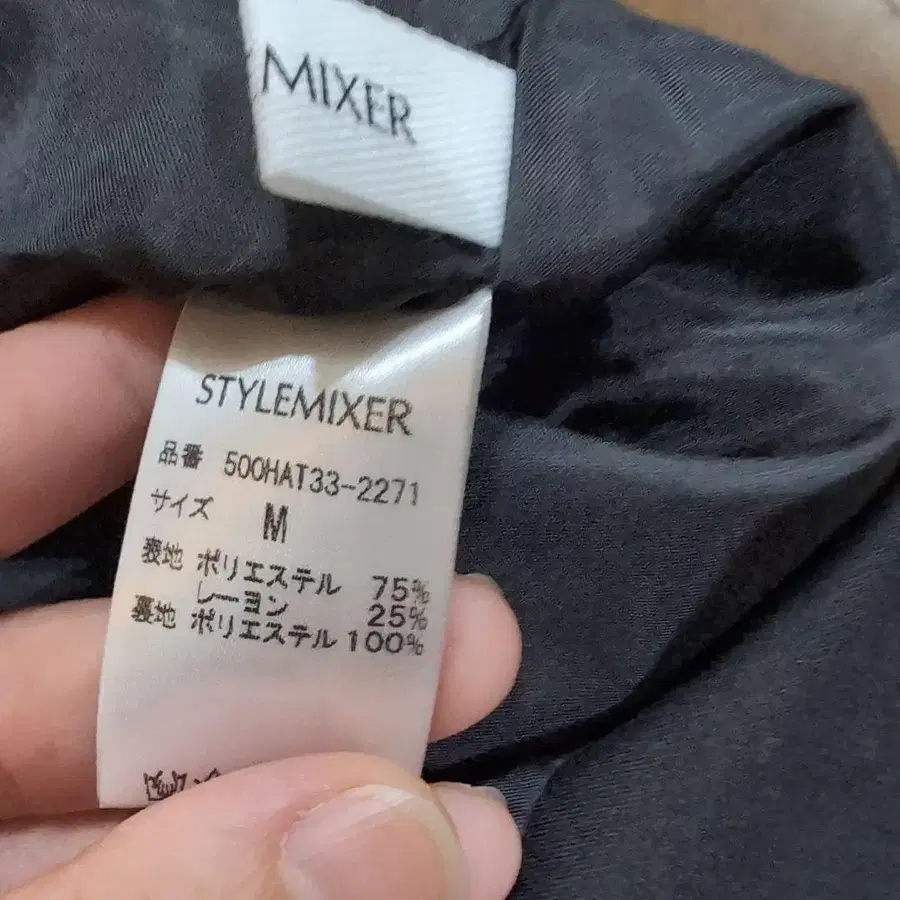 MIXER
STYLEMIXER
品番 500HAT33-2271
サイズ M
表地 ポリエステル 75%
レーヨン 25%
裏地 ポリエステル 100%